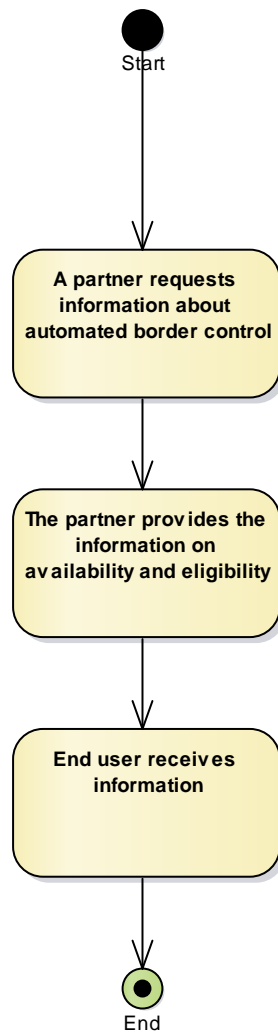 Start
A partner requests
information about
automated border control
The partner provides the
information on
availability and eligibility
End user receives
information
End